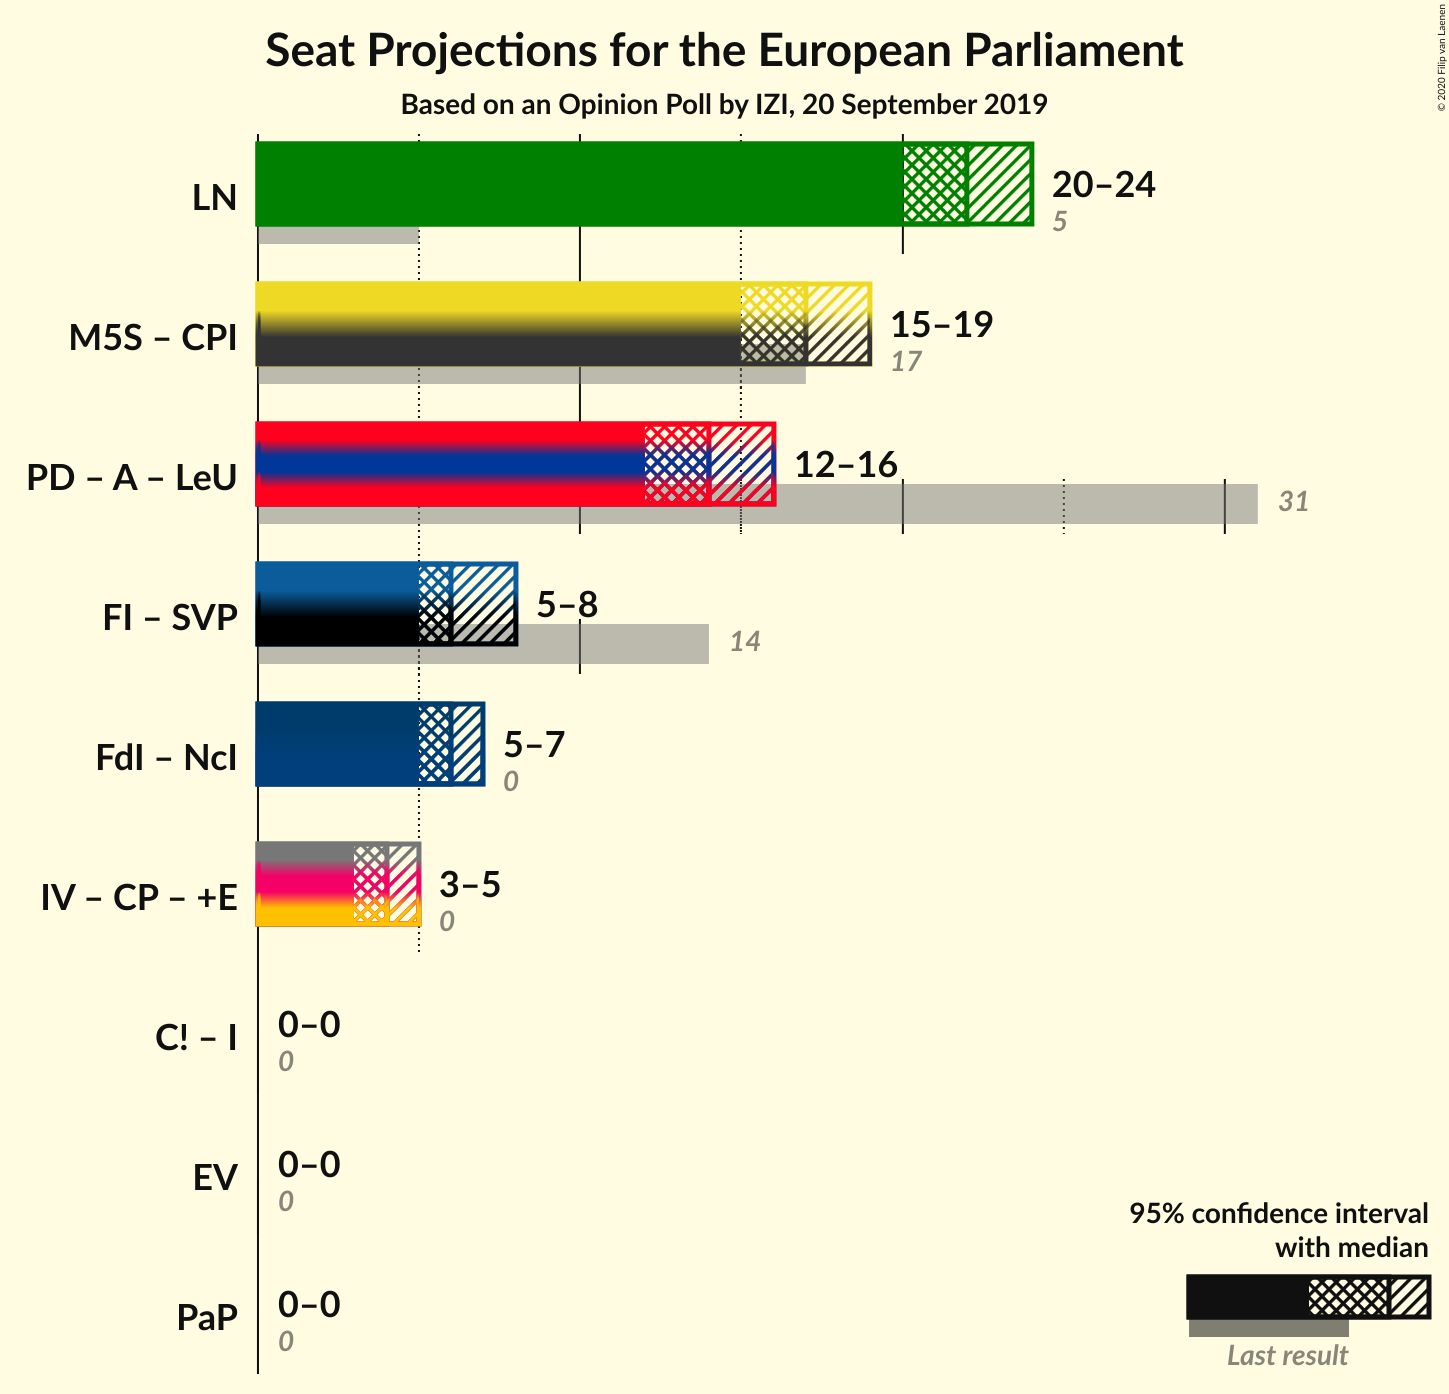 Seat Projections for the European Parliament
Based on an Opinion Poll by IZI, 20 September 2019
© 2020 Filip van Laenen
LN
20–24
5
M5S – CPI
15–19
17
PD – A – LeU
12–16
31
FI – SVP
5–8
14
FdI – NcI
5–7
0
IV – CP – +E
3–5
0
C! – I
0–0
0
EV
0–0
0
PaP
0–0
0
95% confidence interval
with median
Last result